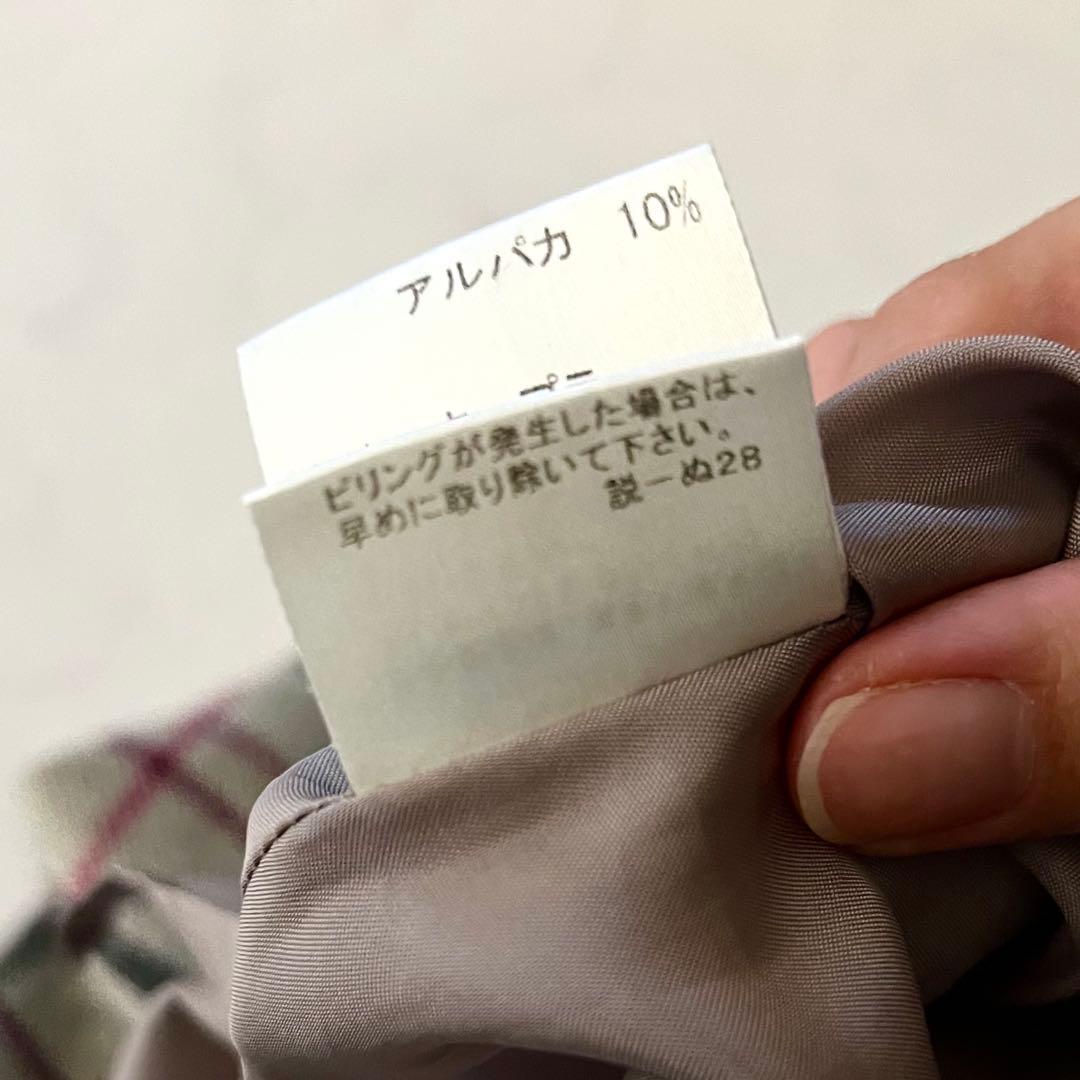 アルパカ 10%
ピリングが発生した場合は、
早めに取り除いて下さい。
説ーぬ28